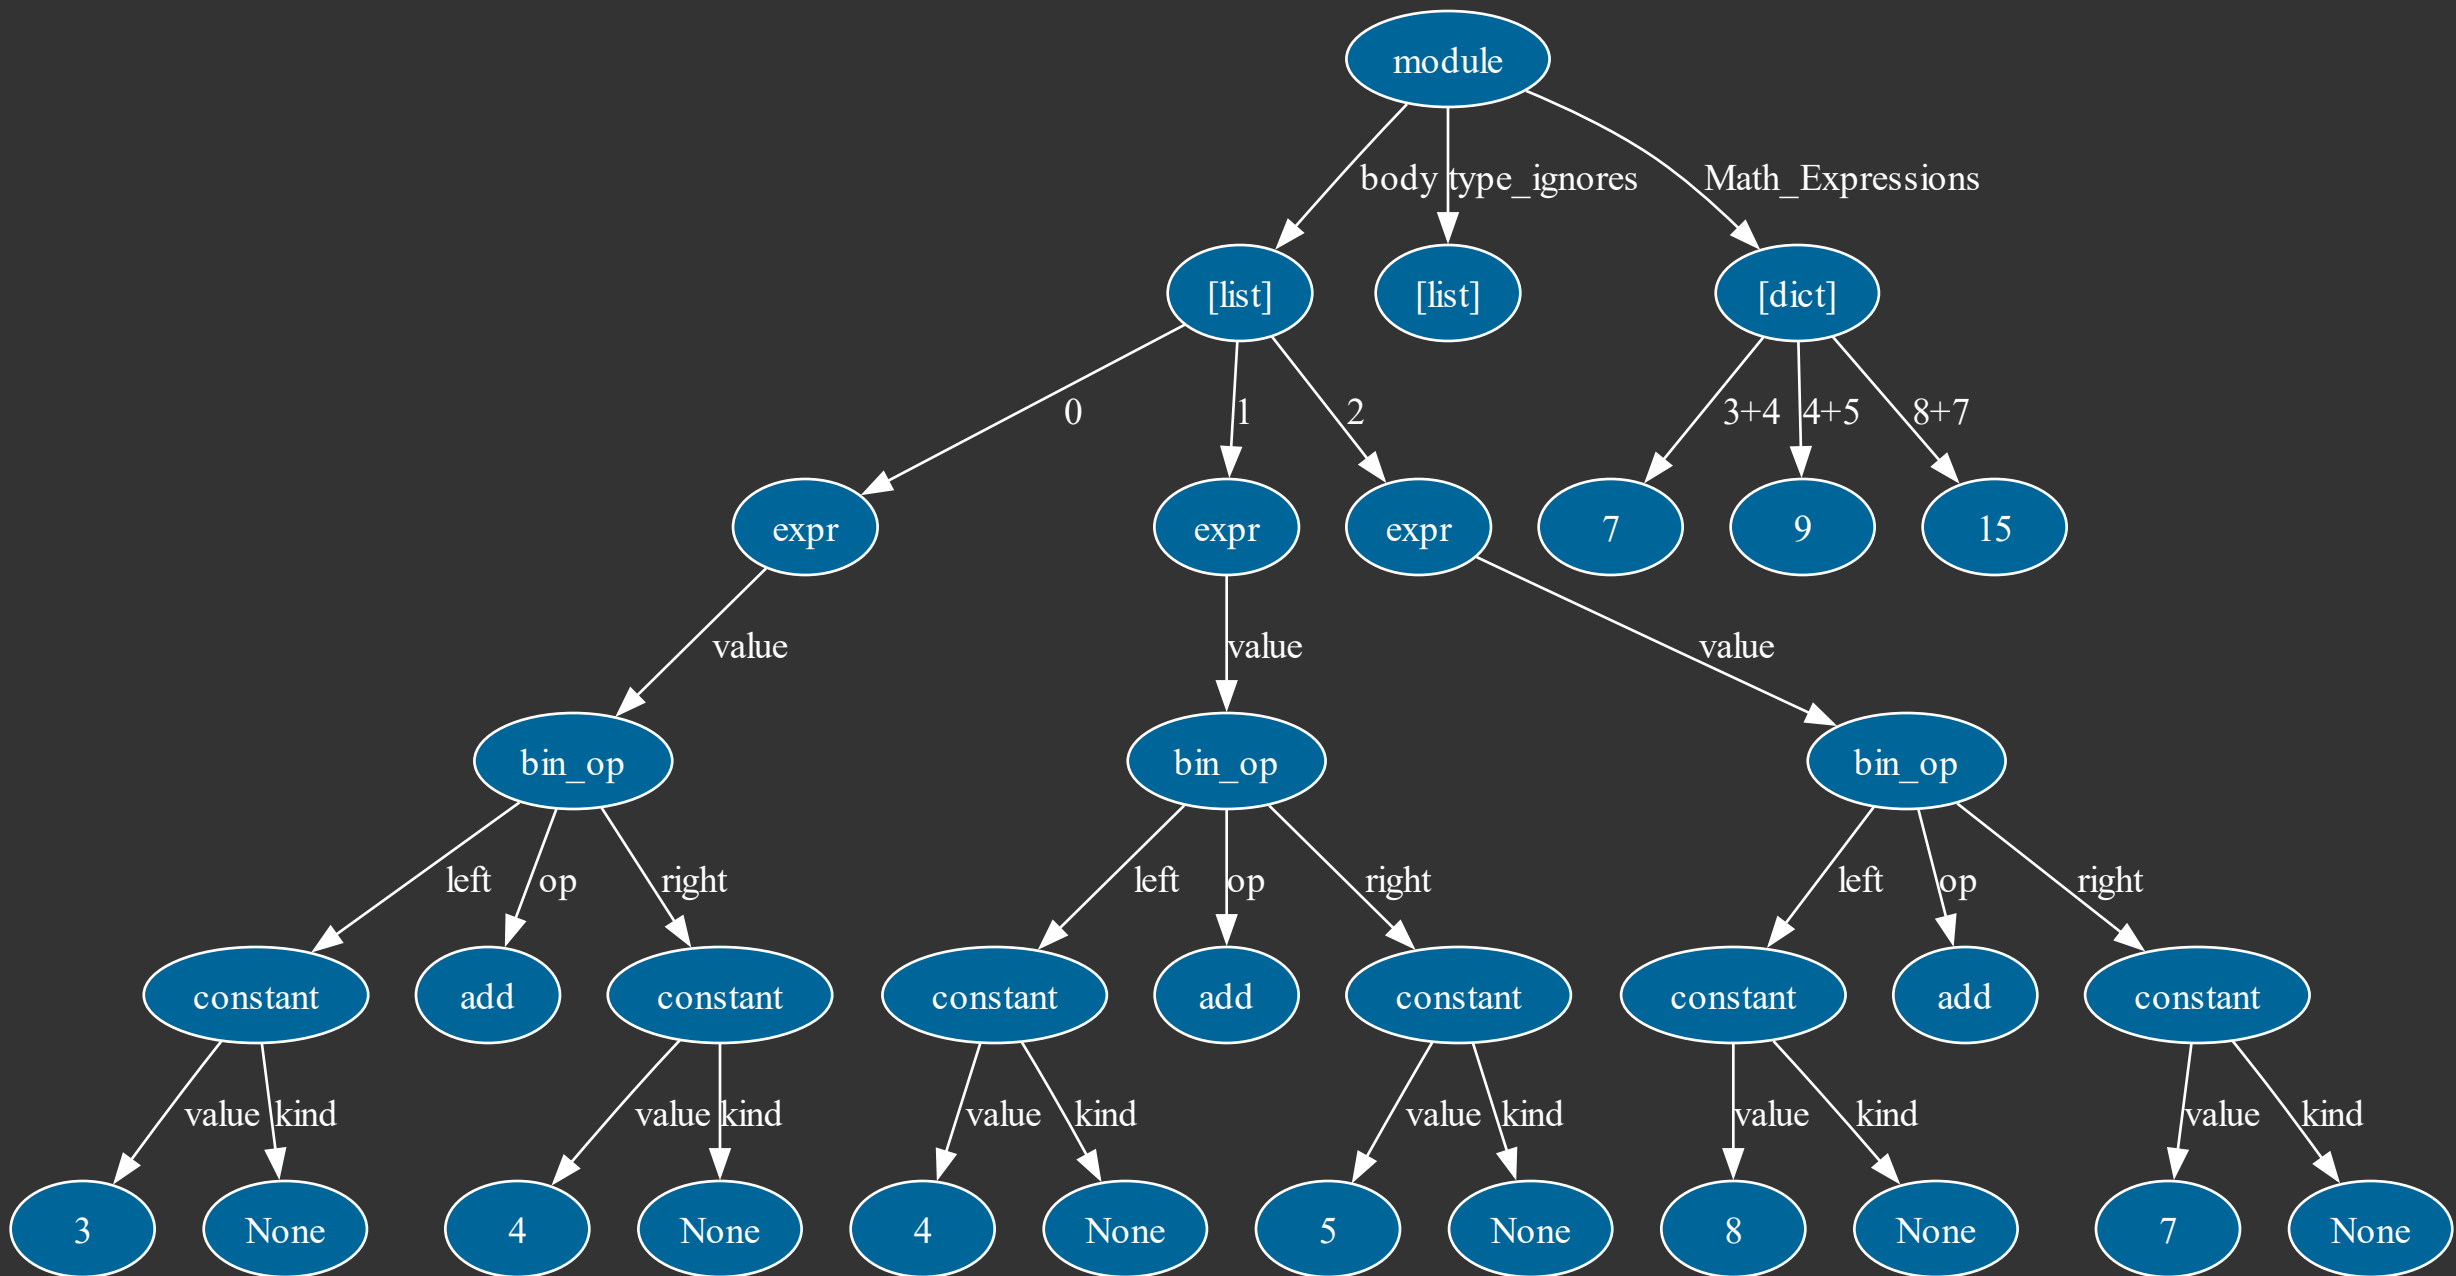 module
body type_ignores Math_Expressions
[list] [list] [dict]
0 1 2 3+4 4+5 8+7
expr expr expr 7 9 15
value value value
bin_op bin_op bin_op
left op right left op right left op right
constant add constant constant add constant constant add constant
value kind value kind value kind value kind value kind value kind
3 None 4 None 4 None 5 None 8 None 7 None